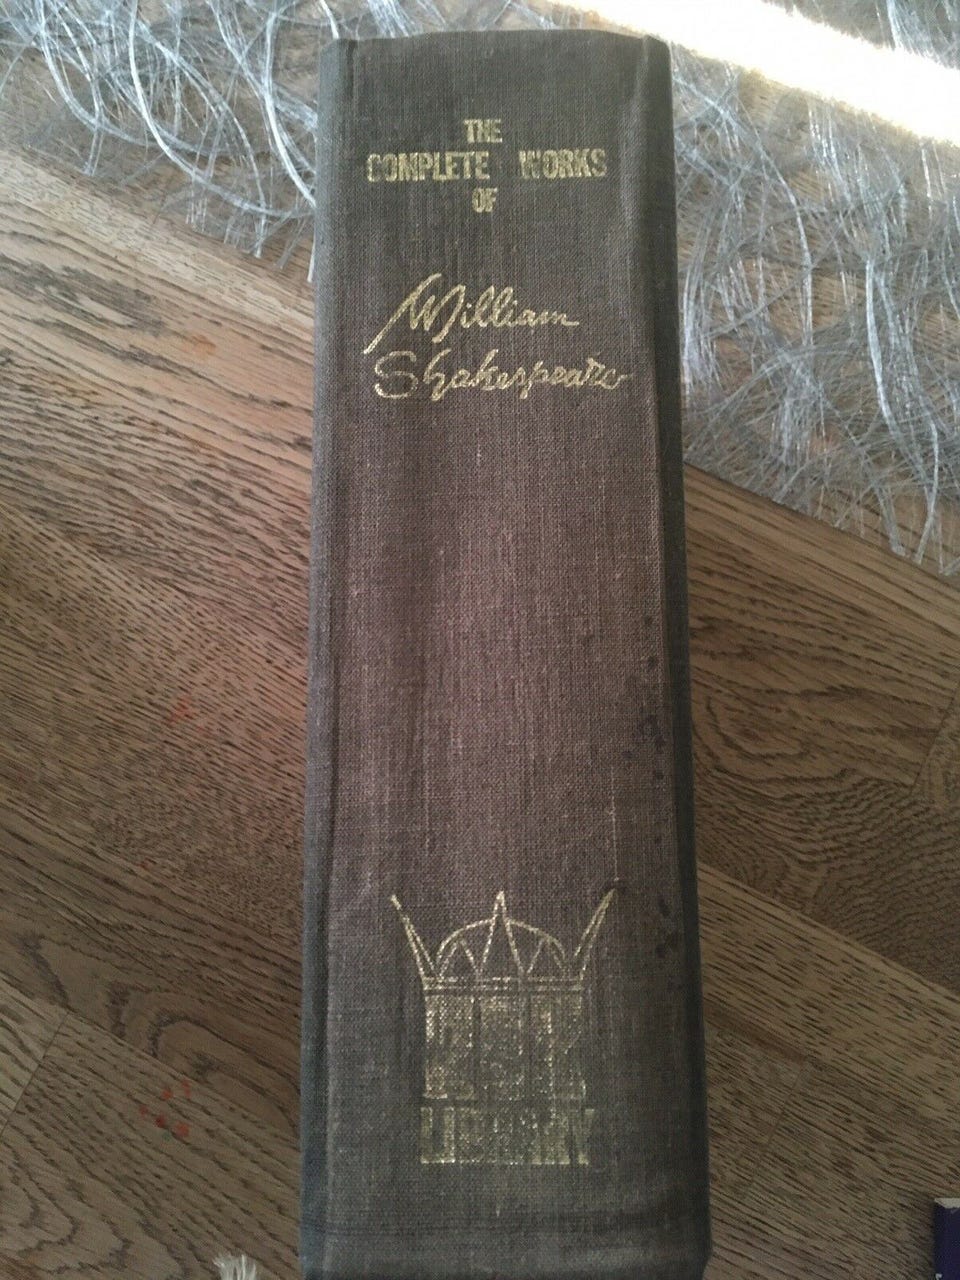 THE
COMPLETE WORKS
OF
William
Shakespeare
LIBRARY